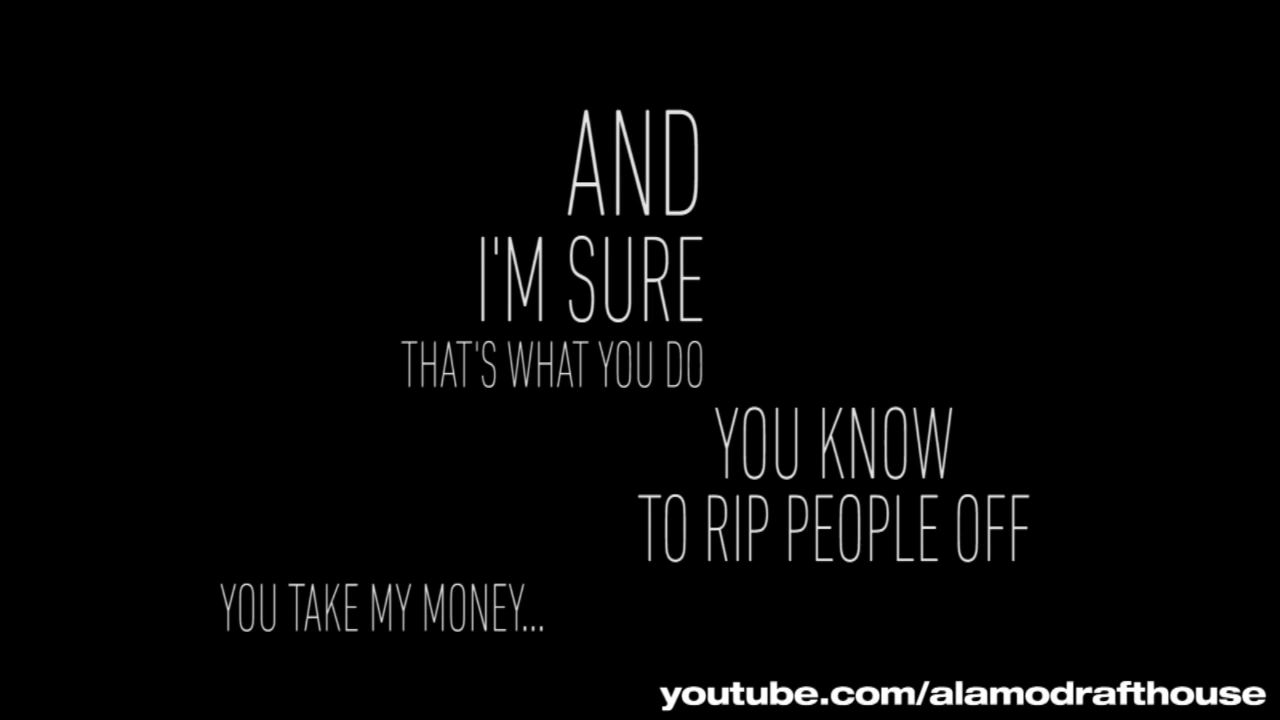 AND
I'M SURE
THAT'S WHAT YOU DO
YOU KNOW
TO RIP PEOPLE OFF
YOU TAKE MY MONEY...
youtube.com/alamodrafthouse